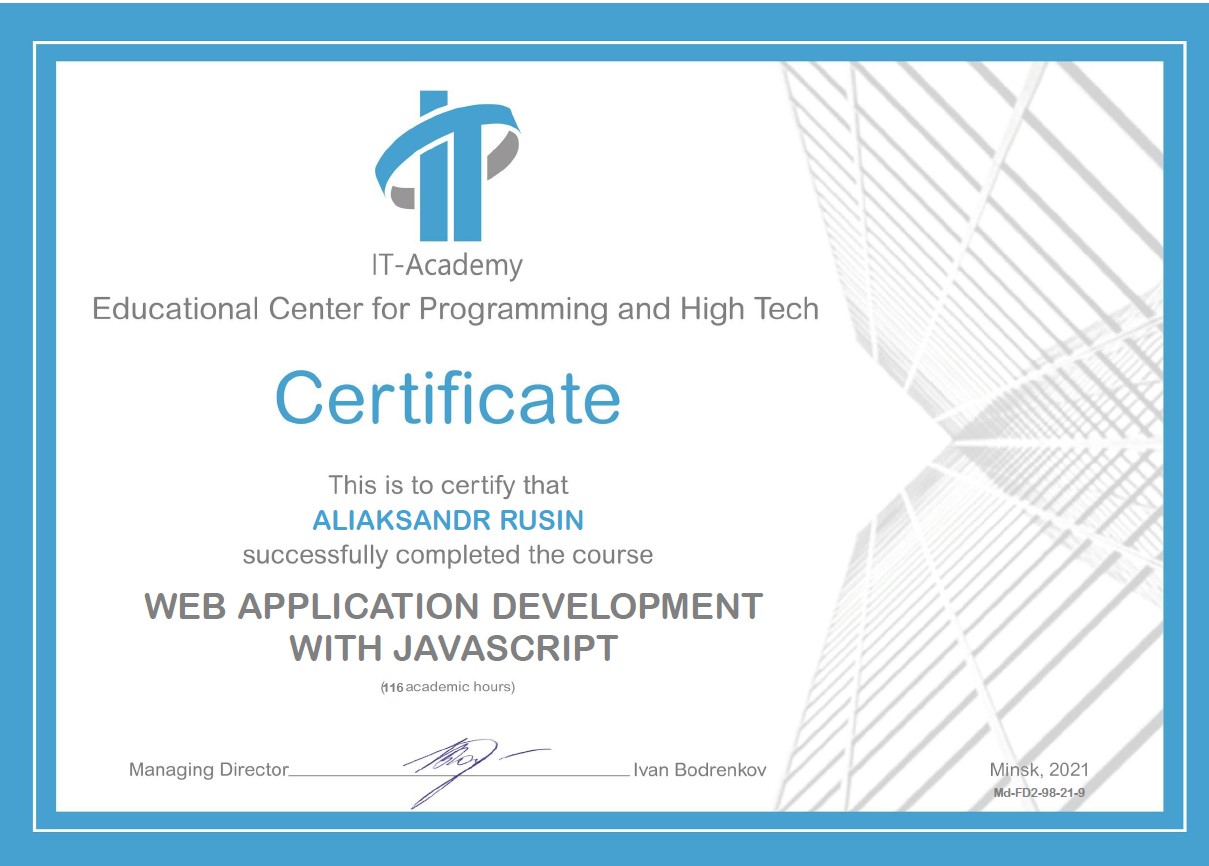 IT
IT-Academy
Educational Center for Programming and High Tech
Certificate
This is to certify that
ALIAKSANDR RUSIN
successfully completed the course
WEB APPLICATION DEVELOPMENT
WITH JAVASCRIPT
(116 academic hours)
Managing Director Ivan Bodrenkov
Minsk, 2021
Md-FD2-98-21-9